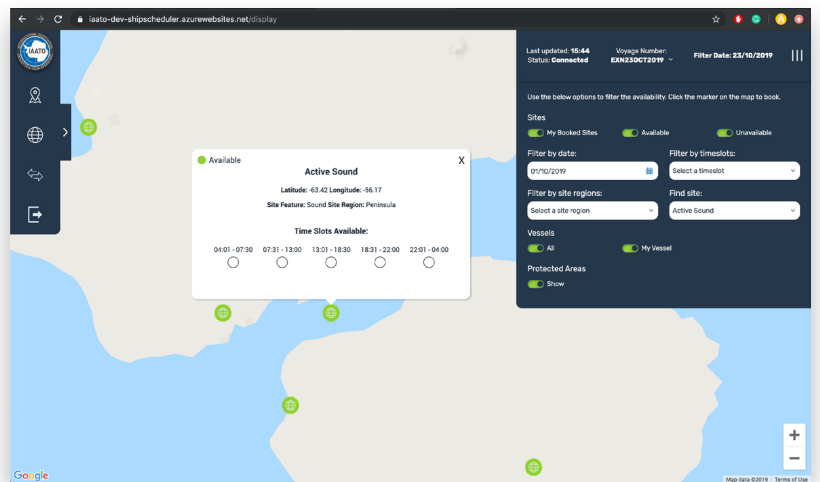 iaato-dev-shipscheduler.azurewebsites.net/display
IAATO
Last updated: 15:44
Status: Connected
Voyage Number:
EXN23OCT2019
Filter Date: 23/10/2019
Use the below options to filter the availability. Click the marker on the map to book.
Sites
My Booked Sites
Available
Unavailable
Filter by date:
Filter by timeslots:
01/10/2019
Select a timeslot
Filter by site regions:
Find site:
Select a site region
Active Sound
Vessels
All
My Vessel
Protected Areas
Show
Available
X
Active Sound
Latitude: -63.42 Longitude: -56.17
Site Feature: Sound Site Region: Peninsula
Time Slots Available:
04:01 - 07:30 07:31 - 13:00 13:01 - 18:30 18:31 - 22:00 22:01 - 04:00
+
−
Google
Map data ©2019 Terms of Use